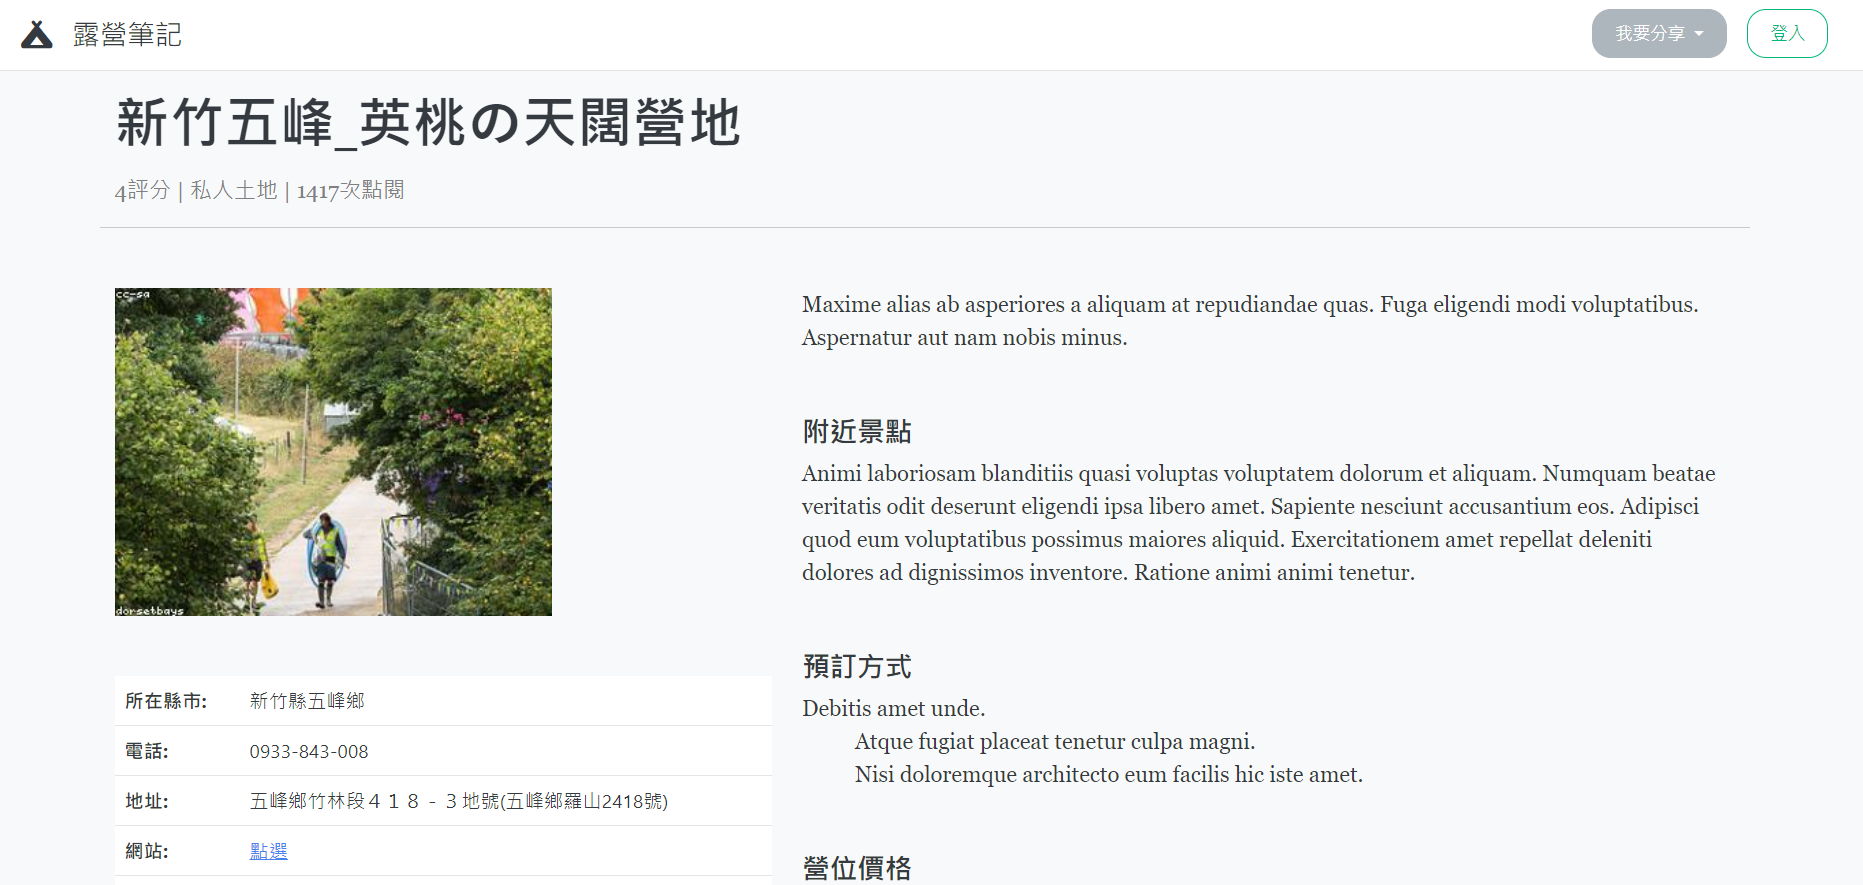 露營筆記
我要分享
登入
新竹五峰_英桃の天闊營地
4評分 | 私人土地 | 1417次點閱
cc-sa
dorsetbays
所在縣市: 新竹縣五峰鄉
電話: 0933-843-008
地址: 五峰鄉竹林段４１８－３地號(五峰鄉羅山2418號)
網站: 點選
Maxime alias ab asperiores a aliquam at repudiandae quas. Fuga eligendi modi voluptatibus.
Aspernatur aut nam nobis minus.
附近景點
Animi laboriosam blanditiis quasi voluptas voluptatem dolorum et aliquam. Numquam beatae
veritatis odit deserunt eligendi ipsa libero amet. Sapiente nesciunt accusantium eos. Adipisci
quod eum voluptatibus possimus maiores aliquid. Exercitationem amet repellat deleniti
dolores ad dignissimos inventore. Ratione animi animi tenetur.
預訂方式
Debitis amet unde.
Atque fugiat placeat tenetur culpa magni.
Nisi doloremque architecto eum facilis hic iste amet.
營位價格